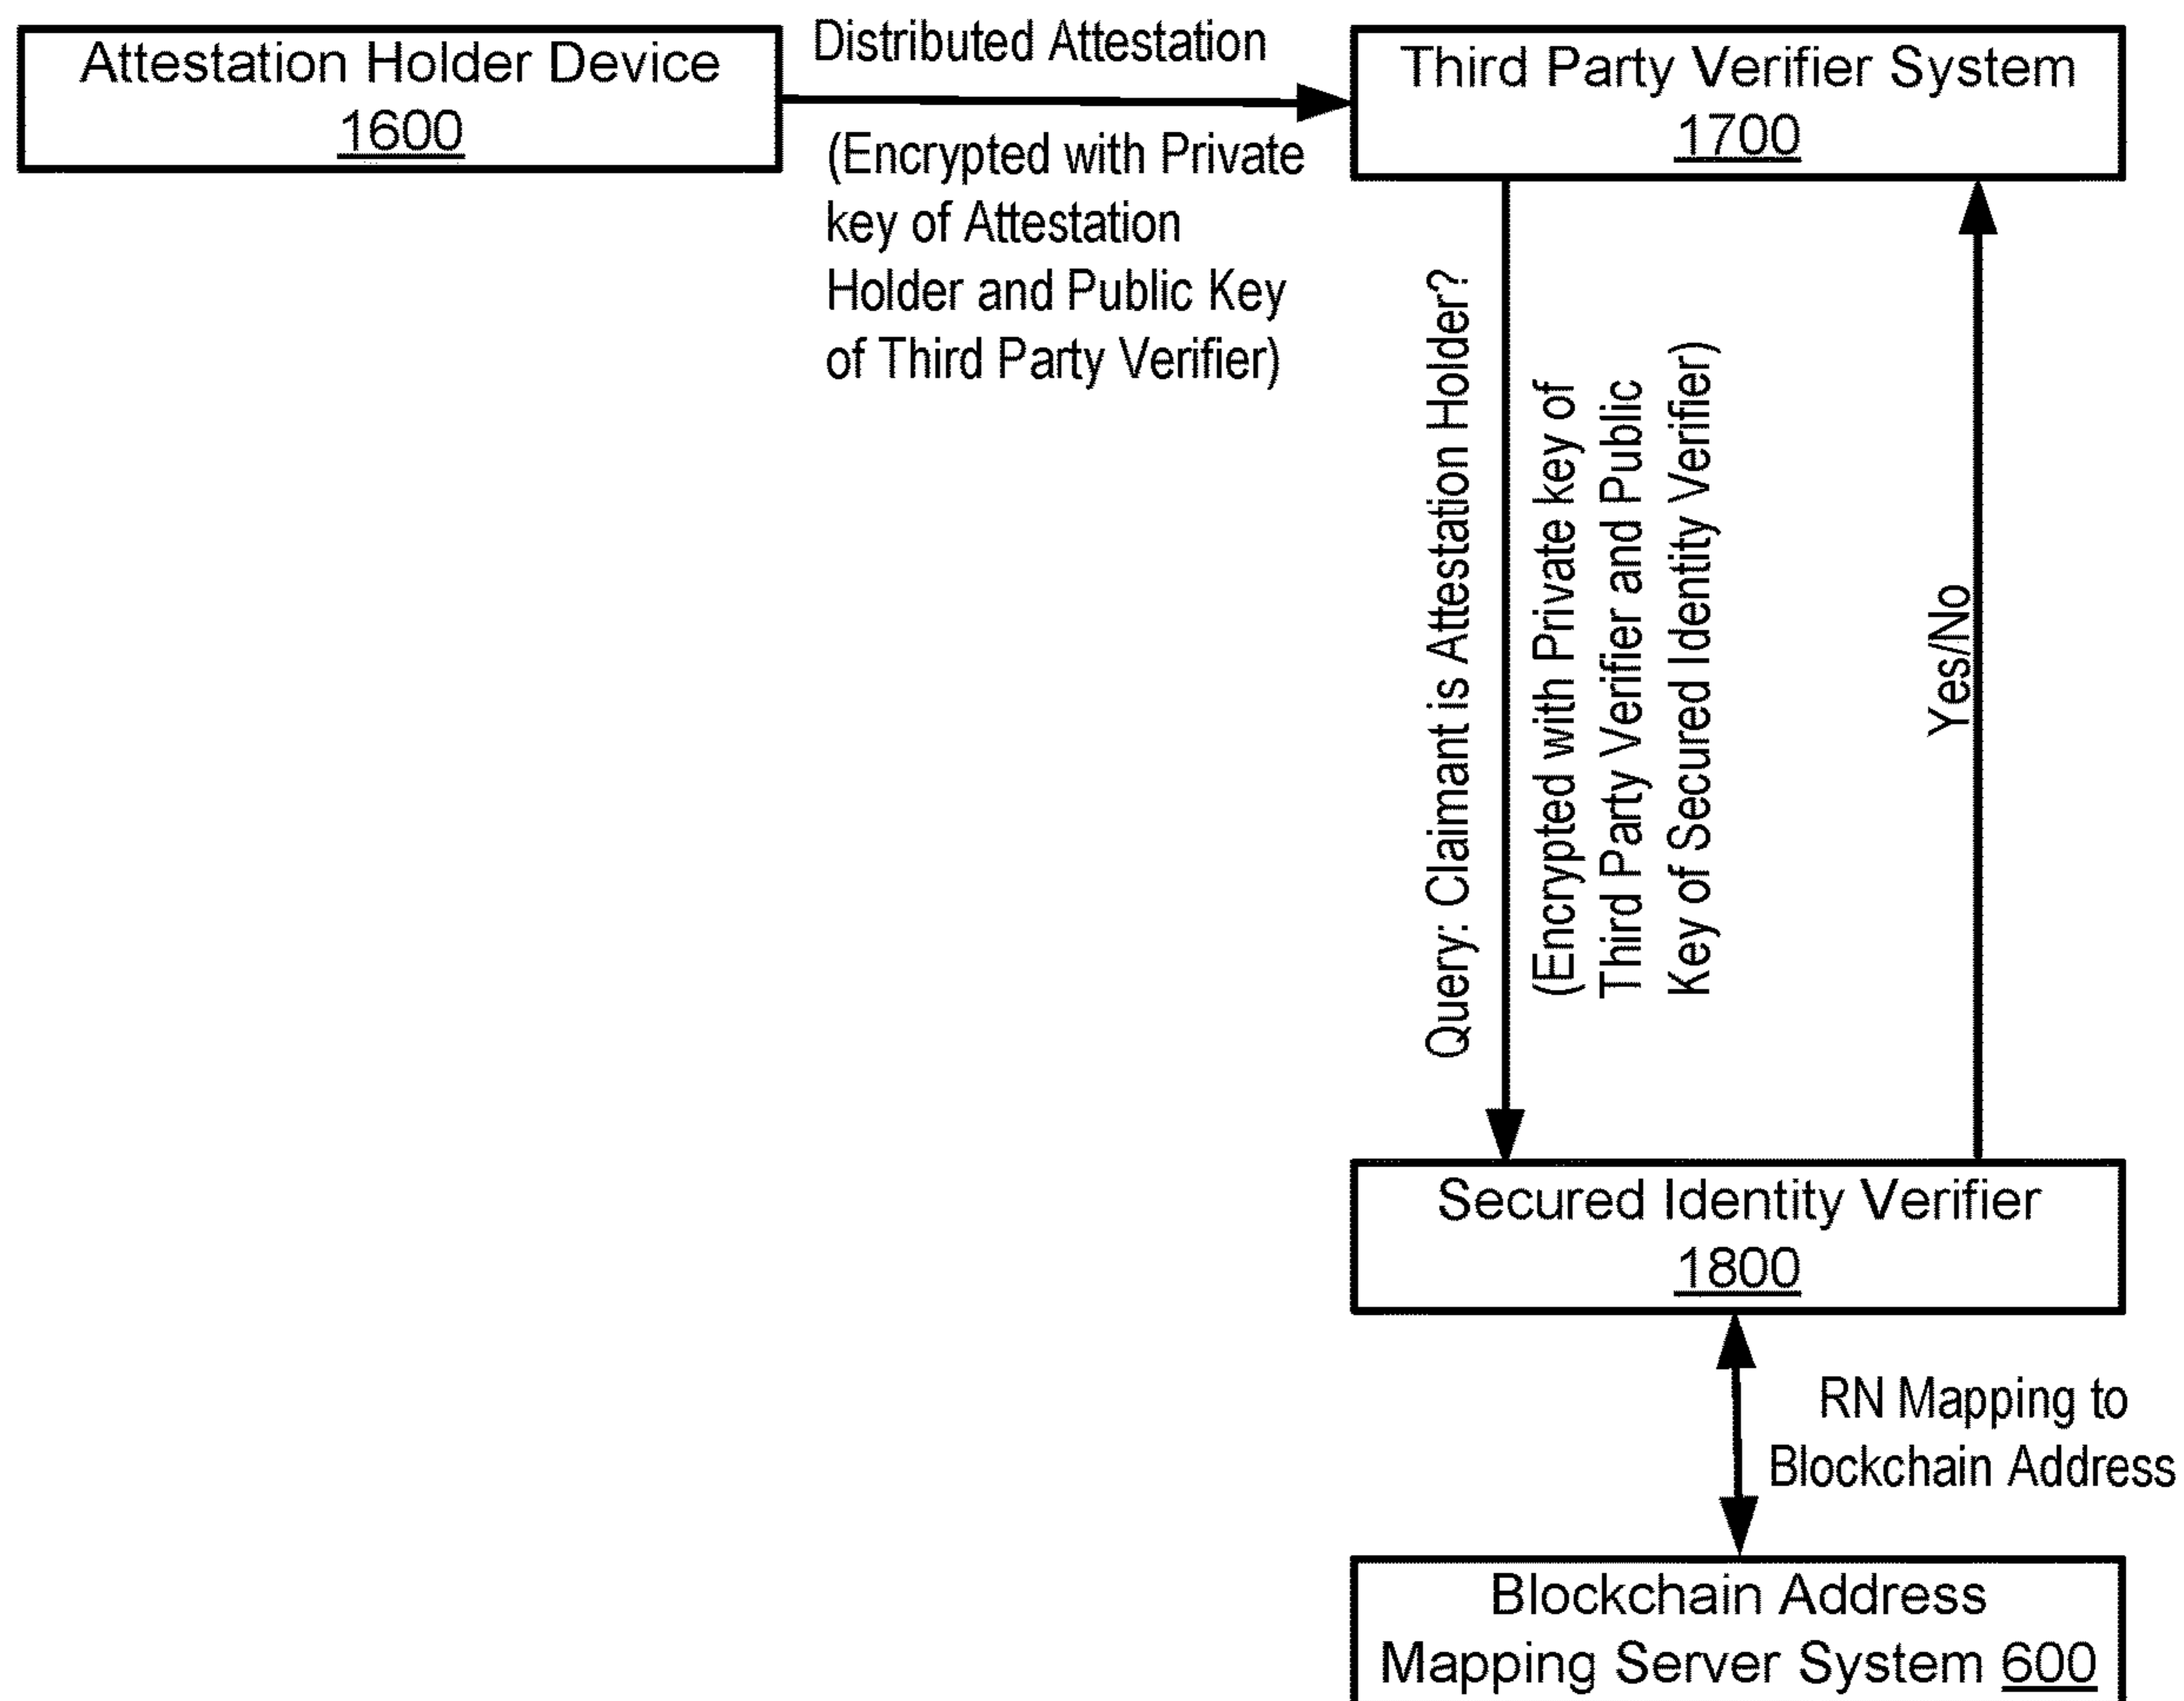 Attestation Holder Device
1600
Distributed Attestation
(Encrypted with Private
key of Attestation
Holder and Public Key
of Third Party Verifier)
Third Party Verifier System
1700
Query: Claimant is Attestation Holder?
(Encrypted with Private key of
Third Party Verifier and Public
Key of Secured Identity Verifier)
Yes/No
Secured Identity Verifier
1800
RN Mapping to
Blockchain Address
Blockchain Address
Mapping Server System 600